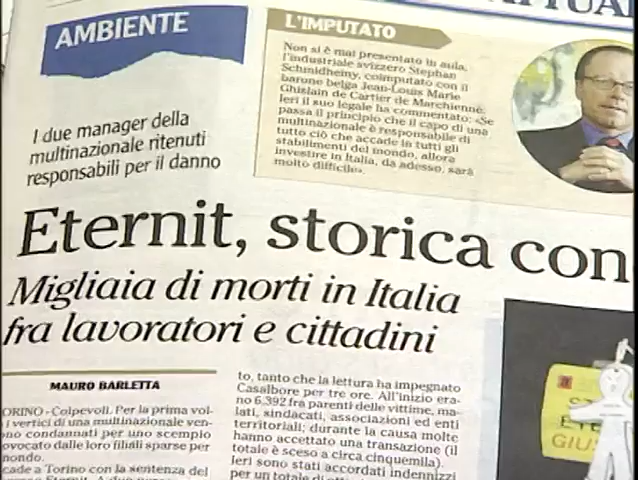 AMBIENTE
I due manager della
multinazionale ritenuti
responsabili per il danno
L'IMPUTATO
Non si è mai presentato in aula,
l'industriale svizzero Stephan
Schmidheiny, coimputato con il
barone belga Jean-Louis Marie
Ghislain de Cartier de Marchienne.
Ieri il suo legale ha commentato: «Se
passa il principio che il capo di una
multinazionale è responsabile di
tutto ciò che accade in tutti gli
stabilimenti del mondo, allora
investire in Italia, da adesso, sarà
molto difficile».
Eternit, storica con
Migliaia di morti in Italia
fra lavoratori e cittadini
MAURO BARLETTA
ORINO - Colpevoli. Per la prima vol-
i vertici di una multinazionale ven-
no condannati per uno scempio
ovocato dalle loro filiali sparse per
mondo.
cade a Torino con la sentenza del
to, tanto che la lettura ha impegnato
Casalbore per tre ore. All'inizio era-
no 6.392 fra parenti delle vittime, ma-
lati, sindacati, associazioni ed enti
territoriali; durante la causa molte
hanno accettato una transazione (il
totale è sceso a circa cinquemila).
Ieri sono stati accordati indennizzi